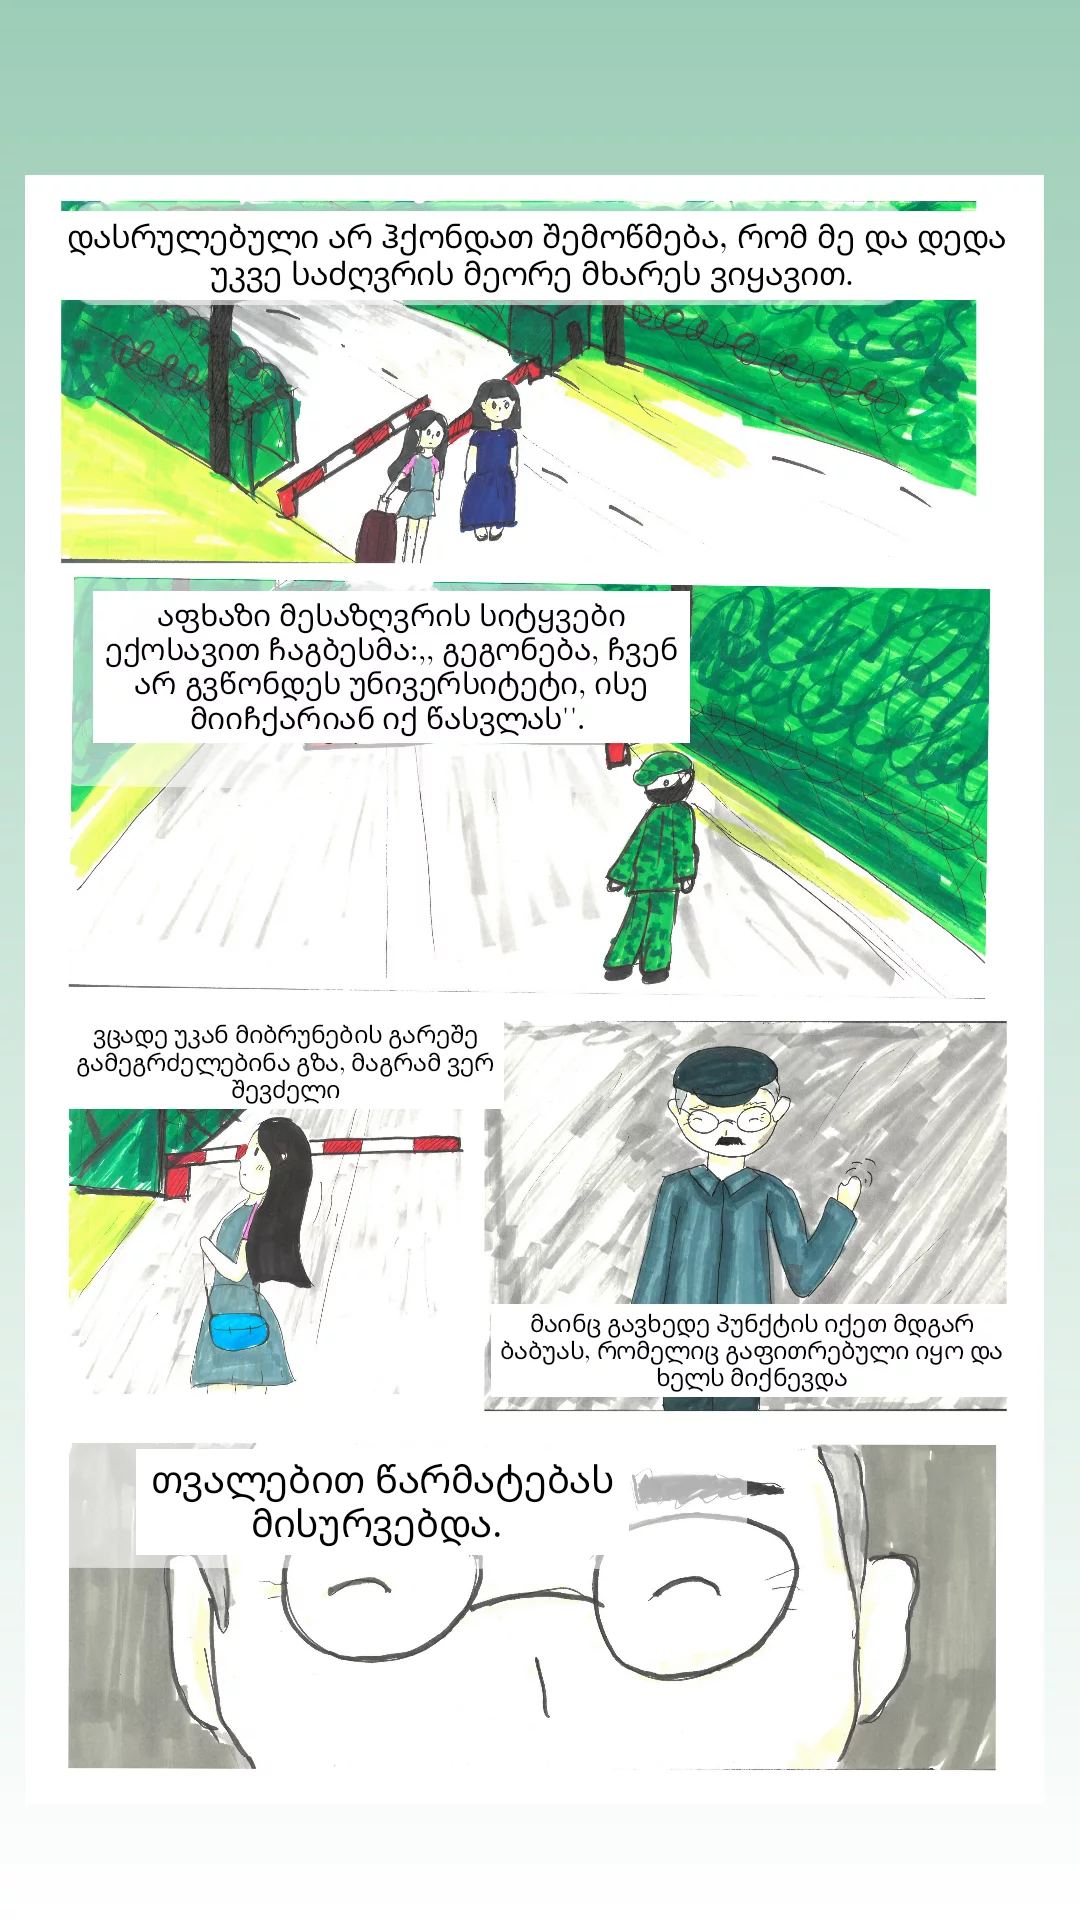 დასრულებული არ ჰქონდათ შემოწმება, რომ მე და დედა
უკვე საძღვრის მეორე მხარეს ვიყავით.
აფხაზი მესაზღვრის სიტყვები
ექოსავით ჩაგბესმა:,, გეგონება, ჩვენ
არ გვწონდეს უნივერსიტეტი, ისე
მიიჩქარიან იქ წასვლას''.
ვცადე უკან მიბრუნების გარეშე
გამეგრძელებინა გზა, მაგრამ ვერ
შევძელი
მაინც გავხედე პუნქტის იქეთ მდგარ
ბაბუას, რომელიც გაფითრებული იყო და
ხელს მიქნევდა
თვალებით წარმატებას
მისურვებდა.